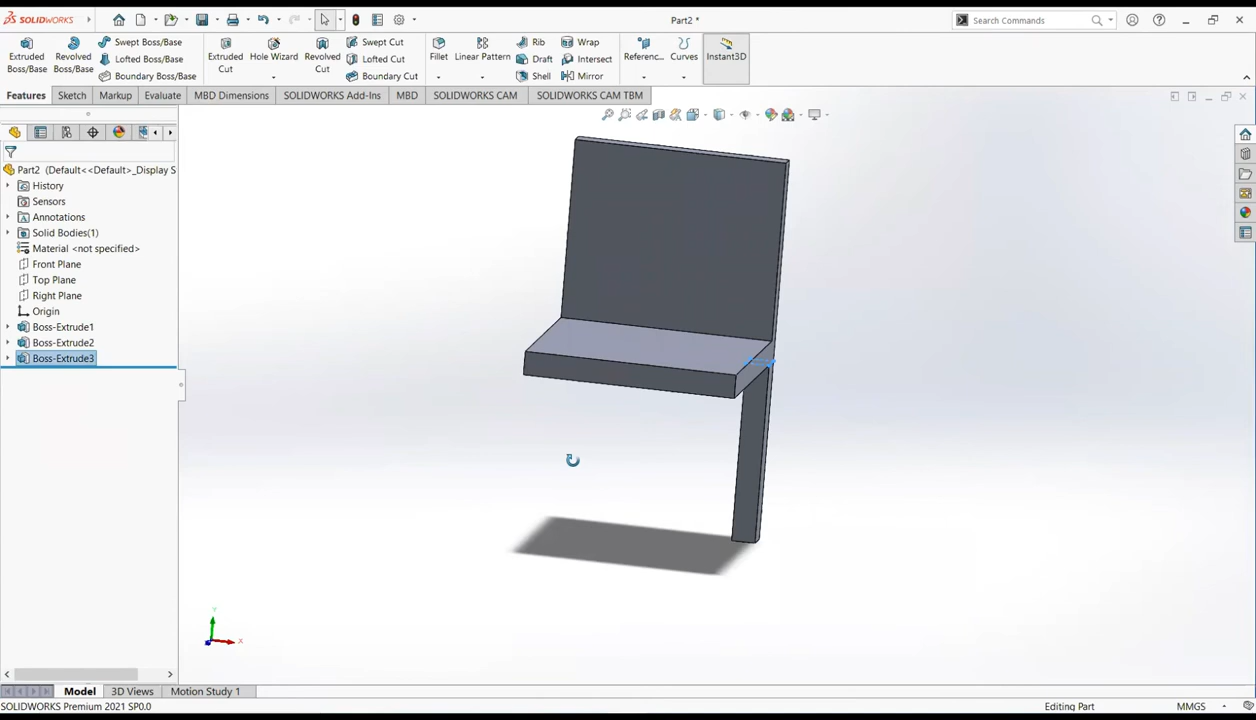 SOLIDWORKS
Part2 *
Search Commands
Extruded Boss/Base
Revolved Boss/Base
Swept Boss/Base
Lofted Boss/Base
Boundary Boss/Base
Extruded Cut
Hole Wizard
Revolved Cut
Swept Cut
Lofted Cut
Boundary Cut
Fillet
Linear Pattern
Rib
Draft
Shell
Wrap
Intersect
Mirror
Referenc...
Curves
Instant3D
Features
Sketch
Markup
Evaluate
MBD Dimensions
SOLIDWORKS Add-Ins
MBD
SOLIDWORKS CAM
SOLIDWORKS CAM TBM
Part2 (Default<<Default>_Display S
History
Sensors
Annotations
Solid Bodies(1)
Material <not specified>
Front Plane
Top Plane
Right Plane
Origin
Boss-Extrude1
Boss-Extrude2
Boss-Extrude3
Y
X
Model
3D Views
Motion Study 1
SOLIDWORKS Premium 2021 SP0.0
Editing Part
MMGS